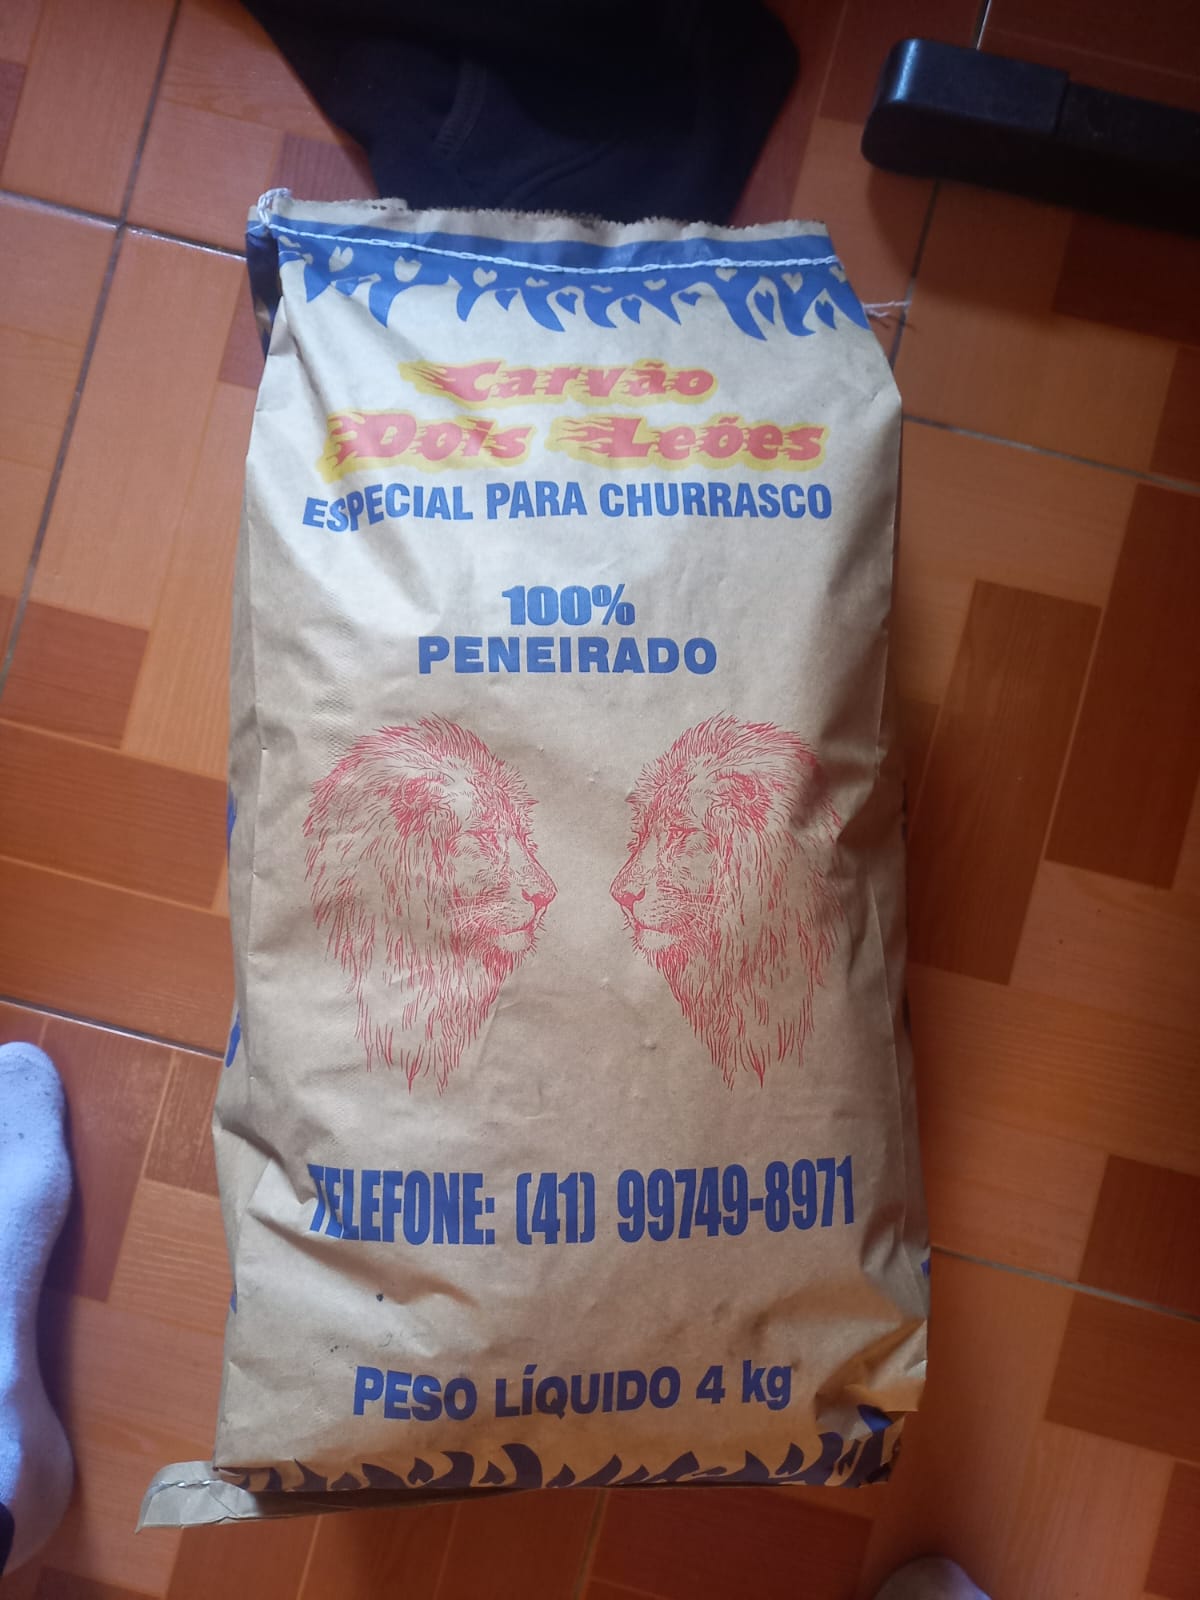 Carvão
Dois Leões
ESPECIAL PARA CHURRASCO
100%
PENEIRADO
TELEFONE: (41) 99749-8971
PESO LÍQUIDO 4 kg